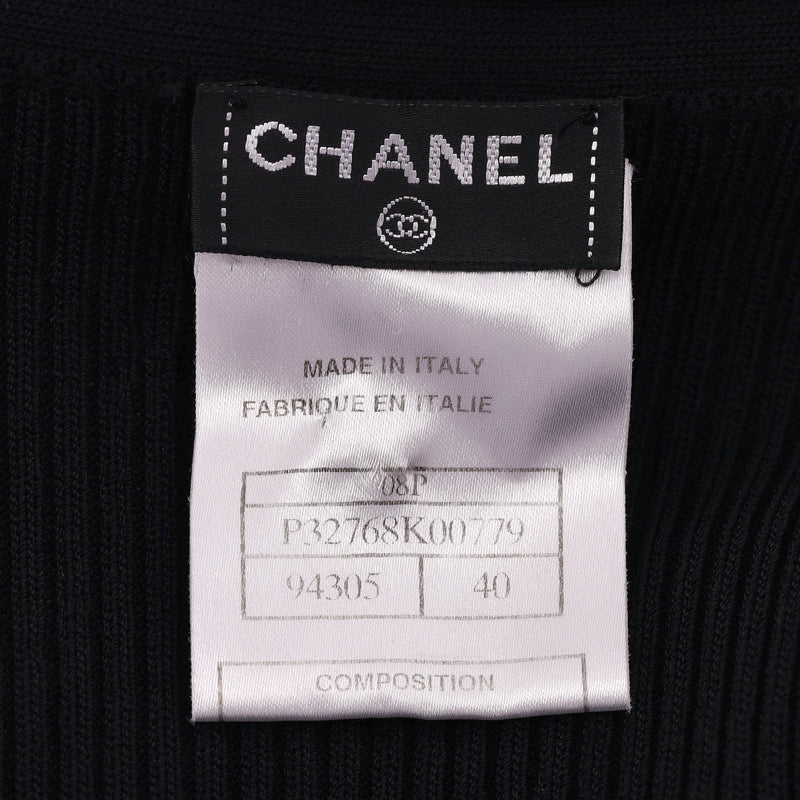 CHANEL
MADE IN ITALY
FABRIQUE EN ITALIE
08P
P32768K00779
94305 40
COMPOSITION